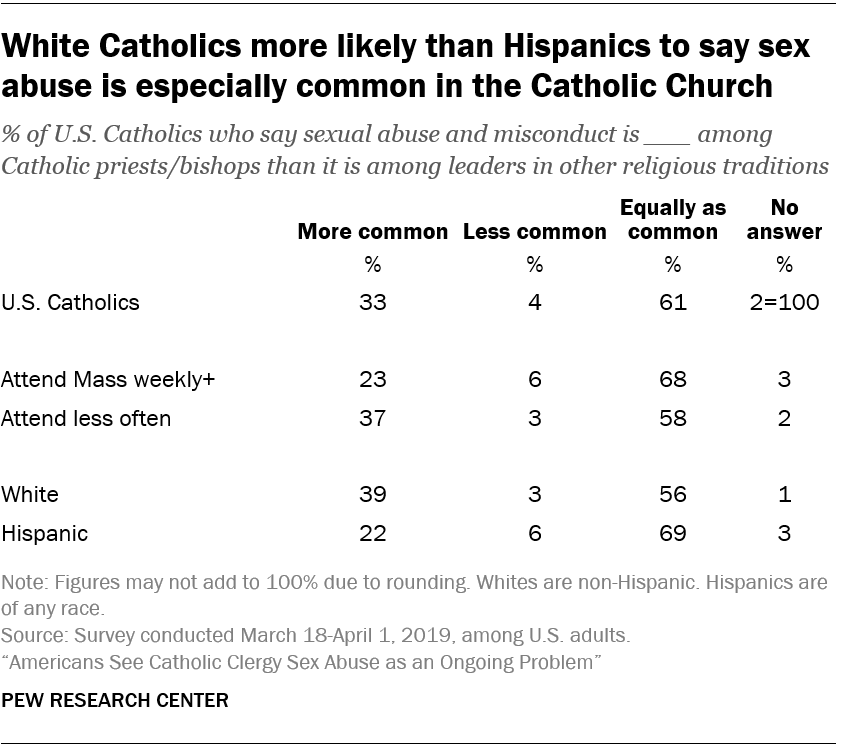 White Catholics more likely than Hispanics to say sex
abuse is especially common in the Catholic Church
% of U.S. Catholics who say sexual abuse and misconduct is ___ among
Catholic priests/bishops than it is among leaders in other religious traditions
More common Less common Equally as common No answer
% % % %
U.S. Catholics 33 4 61 2=100
Attend Mass weekly+ 23 6 68 3
Attend less often 37 3 58 2
White 39 3 56 1
Hispanic 22 6 69 3
Note: Figures may not add to 100% due to rounding. Whites are non-Hispanic. Hispanics are
of any race.
Source: Survey conducted March 18-April 1, 2019, among U.S. adults.
“Americans See Catholic Clergy Sex Abuse as an Ongoing Problem”
PEW RESEARCH CENTER